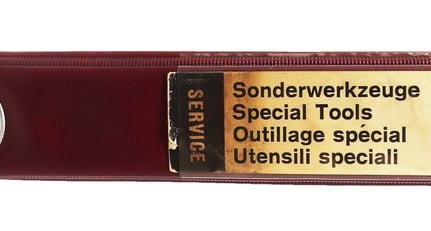 SERVICE
Sonderwerkzeuge
Special Tools
Outillage spécial
Utensili speciali